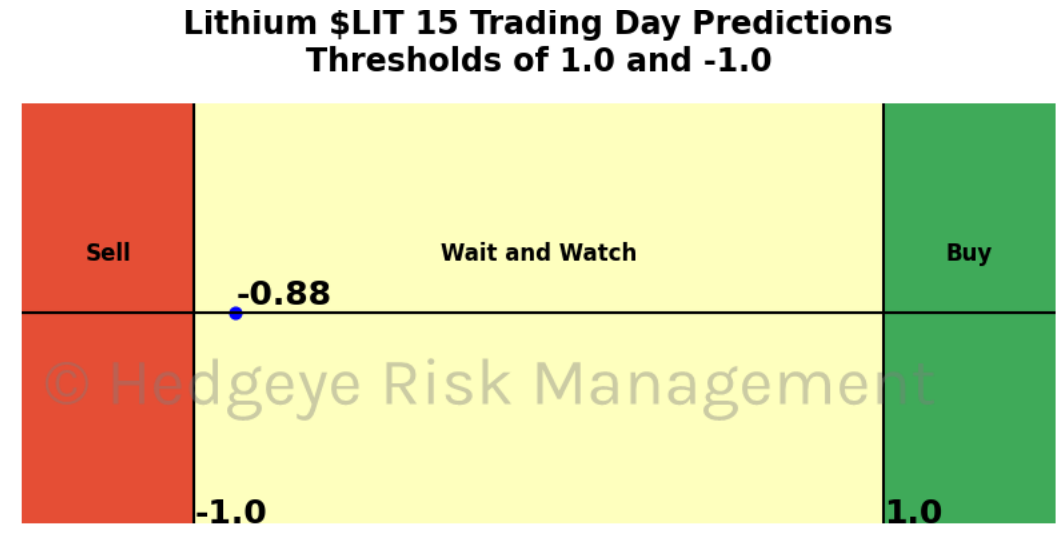 Lithium $LIT 15 Trading Day Predictions
Thresholds of 1.0 and -1.0
Sell
Wait and Watch
Buy
-0.88
© Hedgeye Risk Management
-1.0
1.0